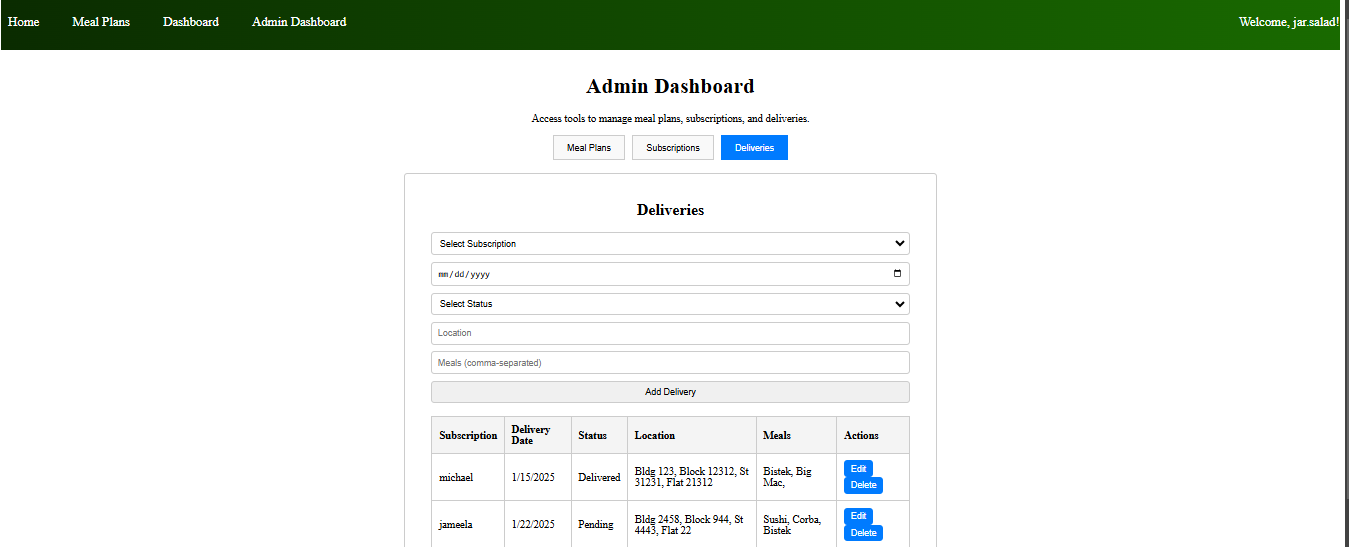 Home Meal Plans Dashboard Admin Dashboard Welcome, jar.salad!
Admin Dashboard
Access tools to manage meal plans, subscriptions, and deliveries.
Meal Plans Subscriptions Deliveries
Deliveries
Select Subscription
mm/dd/yyyy
Select Status
Location
Meals (comma-separated)
Add Delivery
Subscription Delivery Date Status Location Meals Actions
michael 1/15/2025 Delivered Bldg 123, Block 12312, St 31231, Flat 21312 Bistek, Big Mac, Edit Delete
jameela 1/22/2025 Pending Bldg 2458, Block 944, St 4443, Flat 22 Sushi, Corba, Bistek Edit Delete